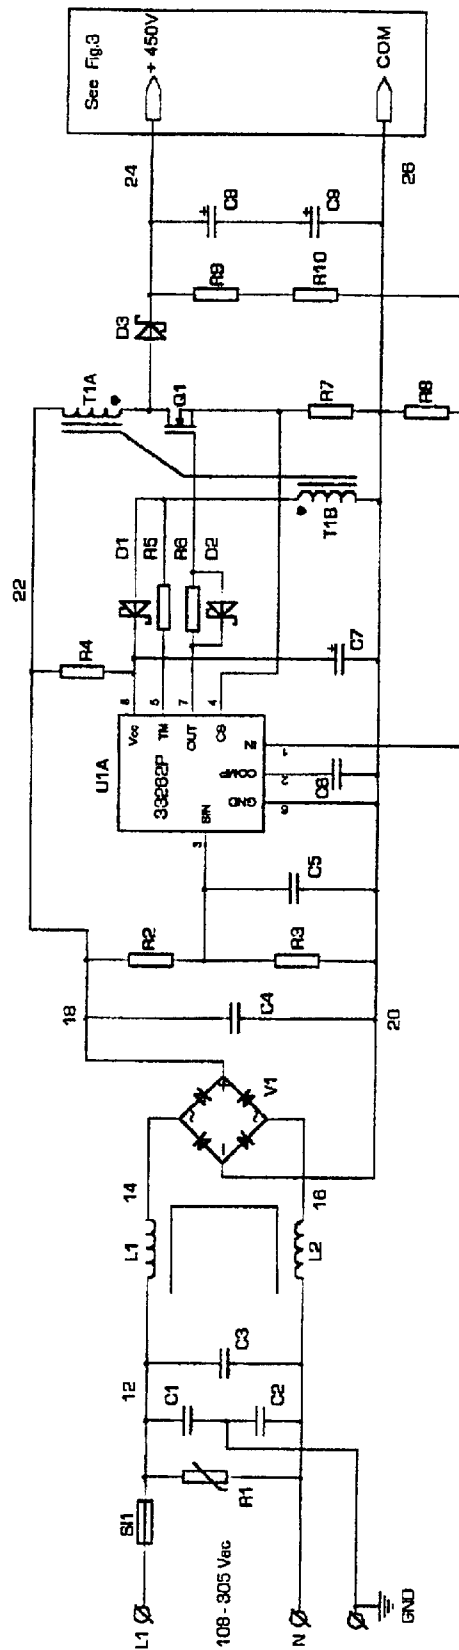 L1
SI1
108 - 305 Vac
N
GND
R1
12
C1
C2
C3
L1
L2
14
16
V1
18
20
C4
R2
R3
C5
U1A
33262P
SIN
3
Vcc
8
TM
5
OUT
7
CS
4
GND
6
COMP
2
IN
1
C6
C7
22
R4
D1
R5
R6
D2
T1A
T1B
Q1
R7
R8
D3
R9
R10
C8
C9
24
26
See Fig.3
+ 450V
COM